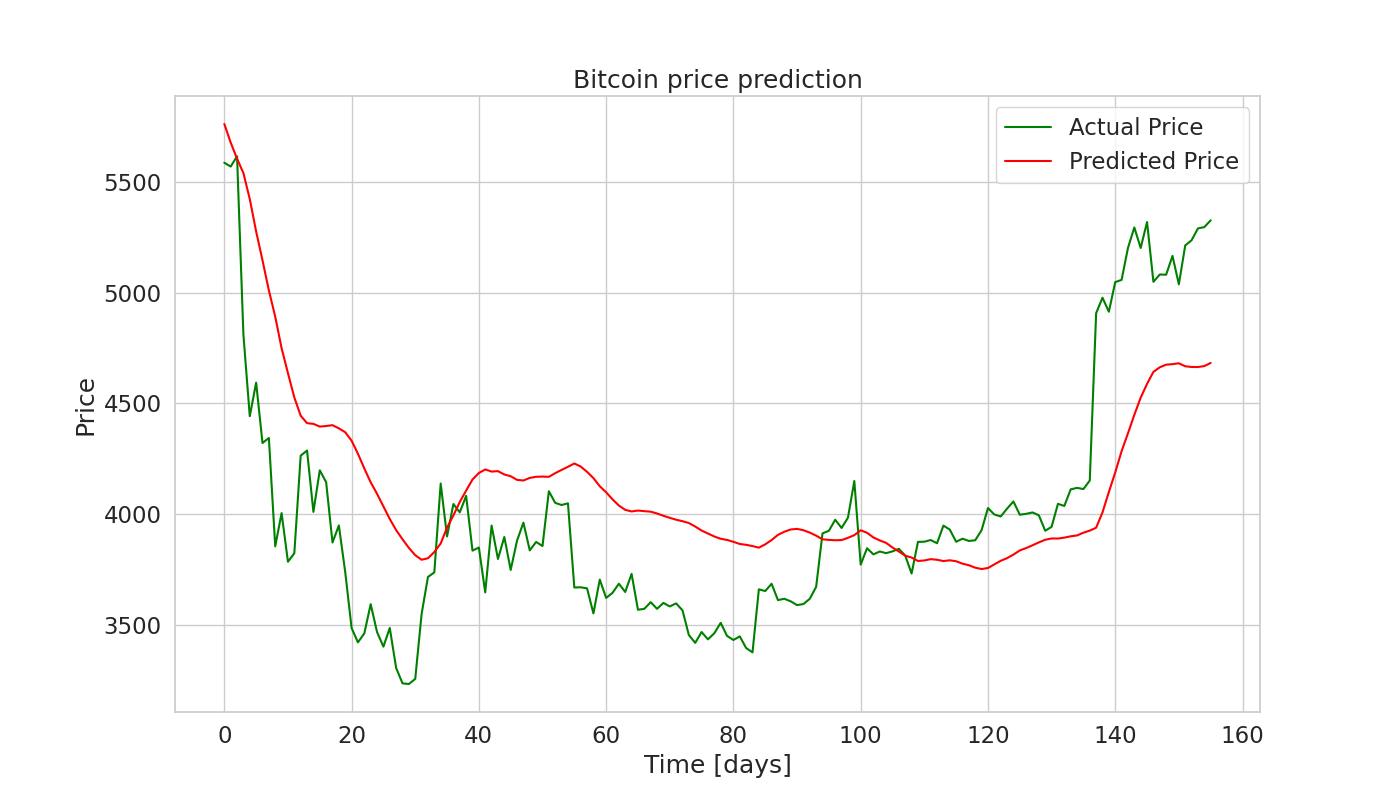 Bitcoin price prediction
Actual Price
Predicted Price
Price
5500
5000
4500
4000
3500
0 20 40 60 80 100 120 140 160
Time [days]